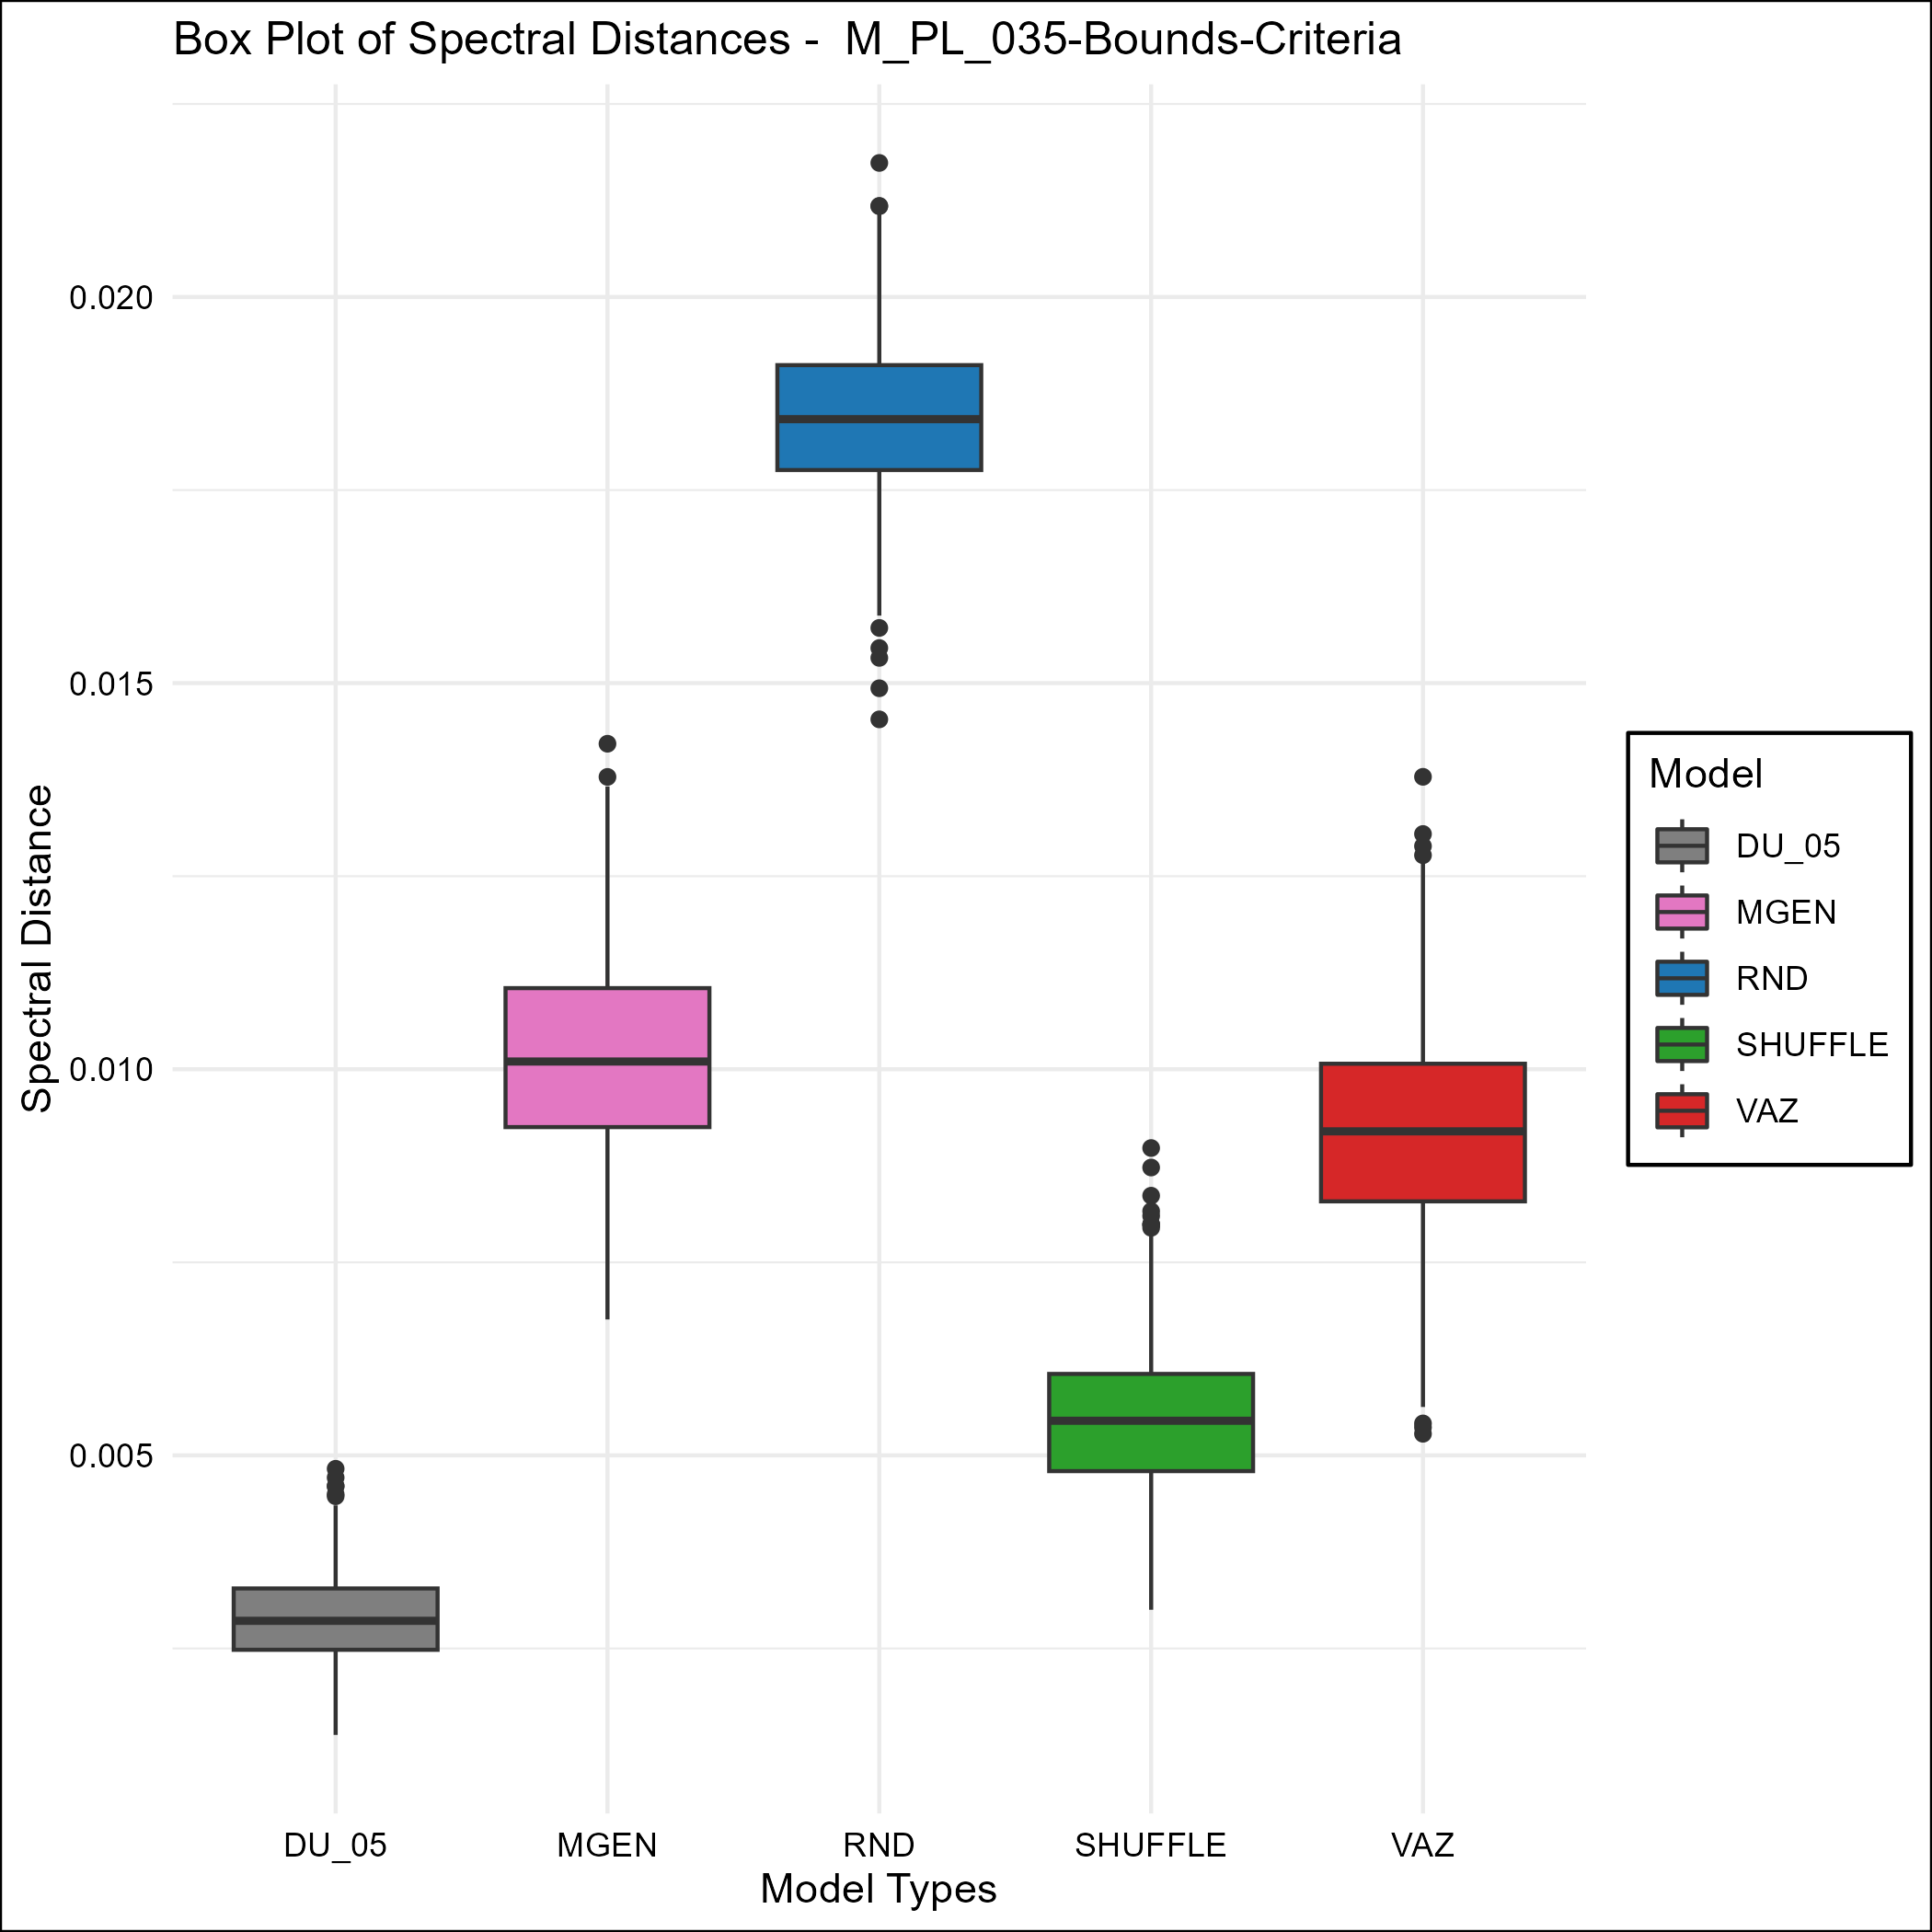 Box Plot of Spectral Distances -  M_PL_035-Bounds-Criteria
Spectral Distance
0.020
0.015
0.010
0.005
DU_05
MGEN
RND
SHUFFLE
VAZ
Model Types
Model
DU_05
MGEN
RND
SHUFFLE
VAZ